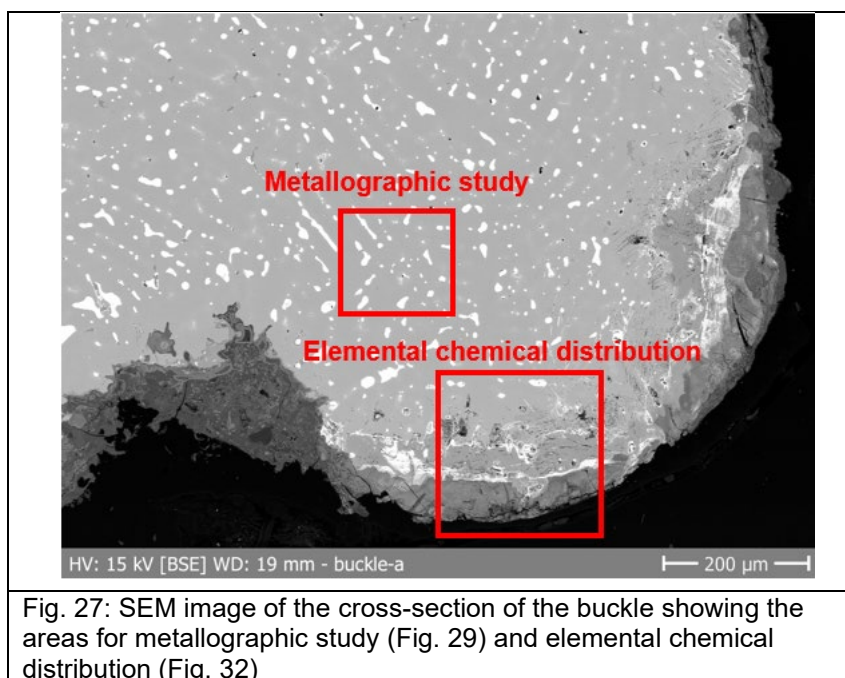 Metallographic study
Elemental chemical distribution
HV: 15 kV [BSE] WD: 19 mm - buckle-a
200 µm
Fig. 27: SEM image of the cross-section of the buckle showing the
areas for metallographic study (Fig. 29) and elemental chemical
distribution (Fig. 32)